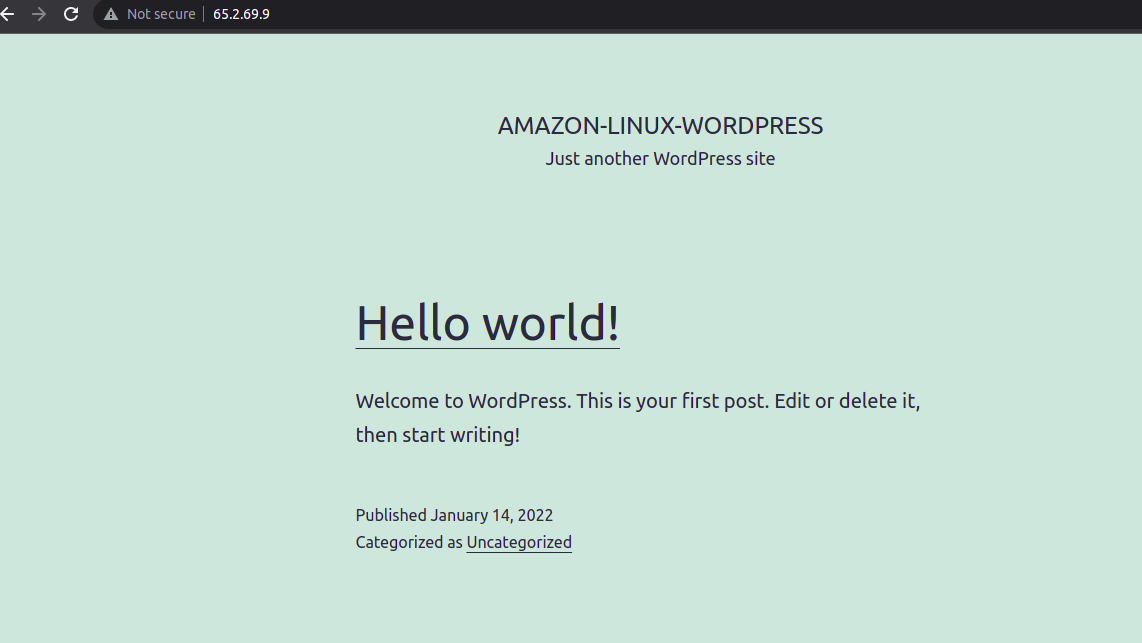 Not secure 65.2.69.9
AMAZON-LINUX-WORDPRESS
Just another WordPress site
Hello world!
Welcome to WordPress. This is your first post. Edit or delete it,
then start writing!
Published January 14, 2022
Categorized as Uncategorized